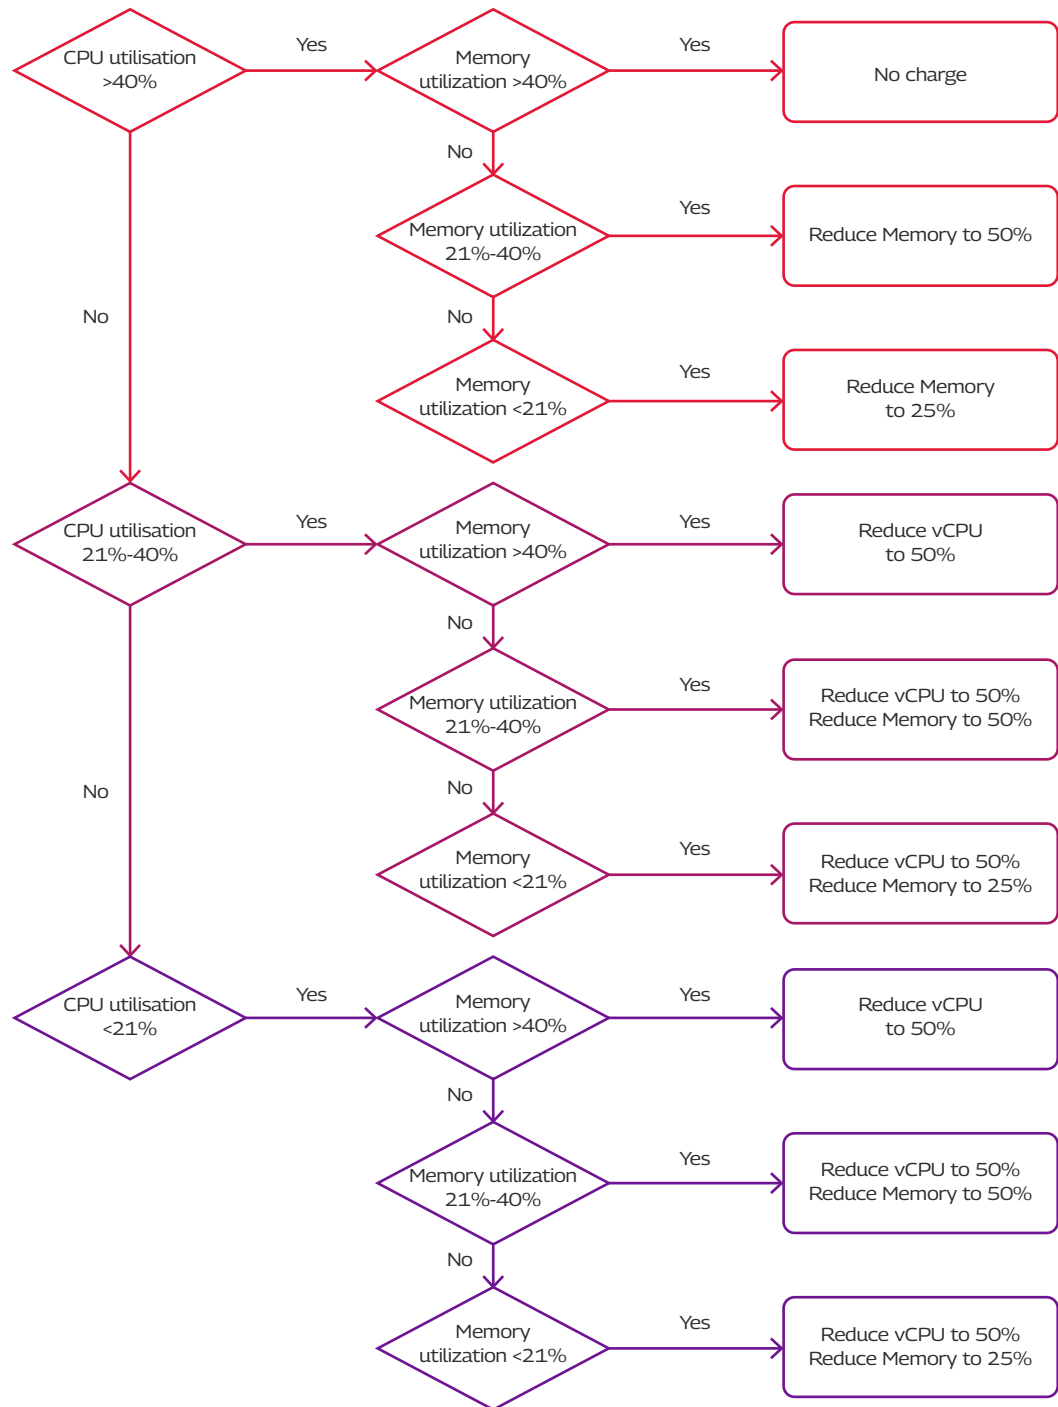 CPU utilisation
>40%
Yes
Memory
utilization >40%
Yes
No charge
No
Memory utilization
21%-40%
Yes
Reduce Memory to 50%
No
No
Memory
utilization <21%
Yes
Reduce Memory
to 25%
CPU utilisation
21%-40%
Yes
Memory
utilization >40%
Yes
Reduce vCPU
to 50%
No
Memory utilization
21%-40%
Yes
Reduce vCPU to 50%
Reduce Memory to 50%
No
No
Memory
utilization <21%
Yes
Reduce vCPU to 50%
Reduce Memory to 25%
CPU utilisation
<21%
Yes
Memory
utilization >40%
Yes
Reduce vCPU
to 50%
No
Memory utilization
21%-40%
Yes
Reduce vCPU to 50%
Reduce Memory to 50%
No
Memory
utilization <21%
Yes
Reduce vCPU to 50%
Reduce Memory to 25%